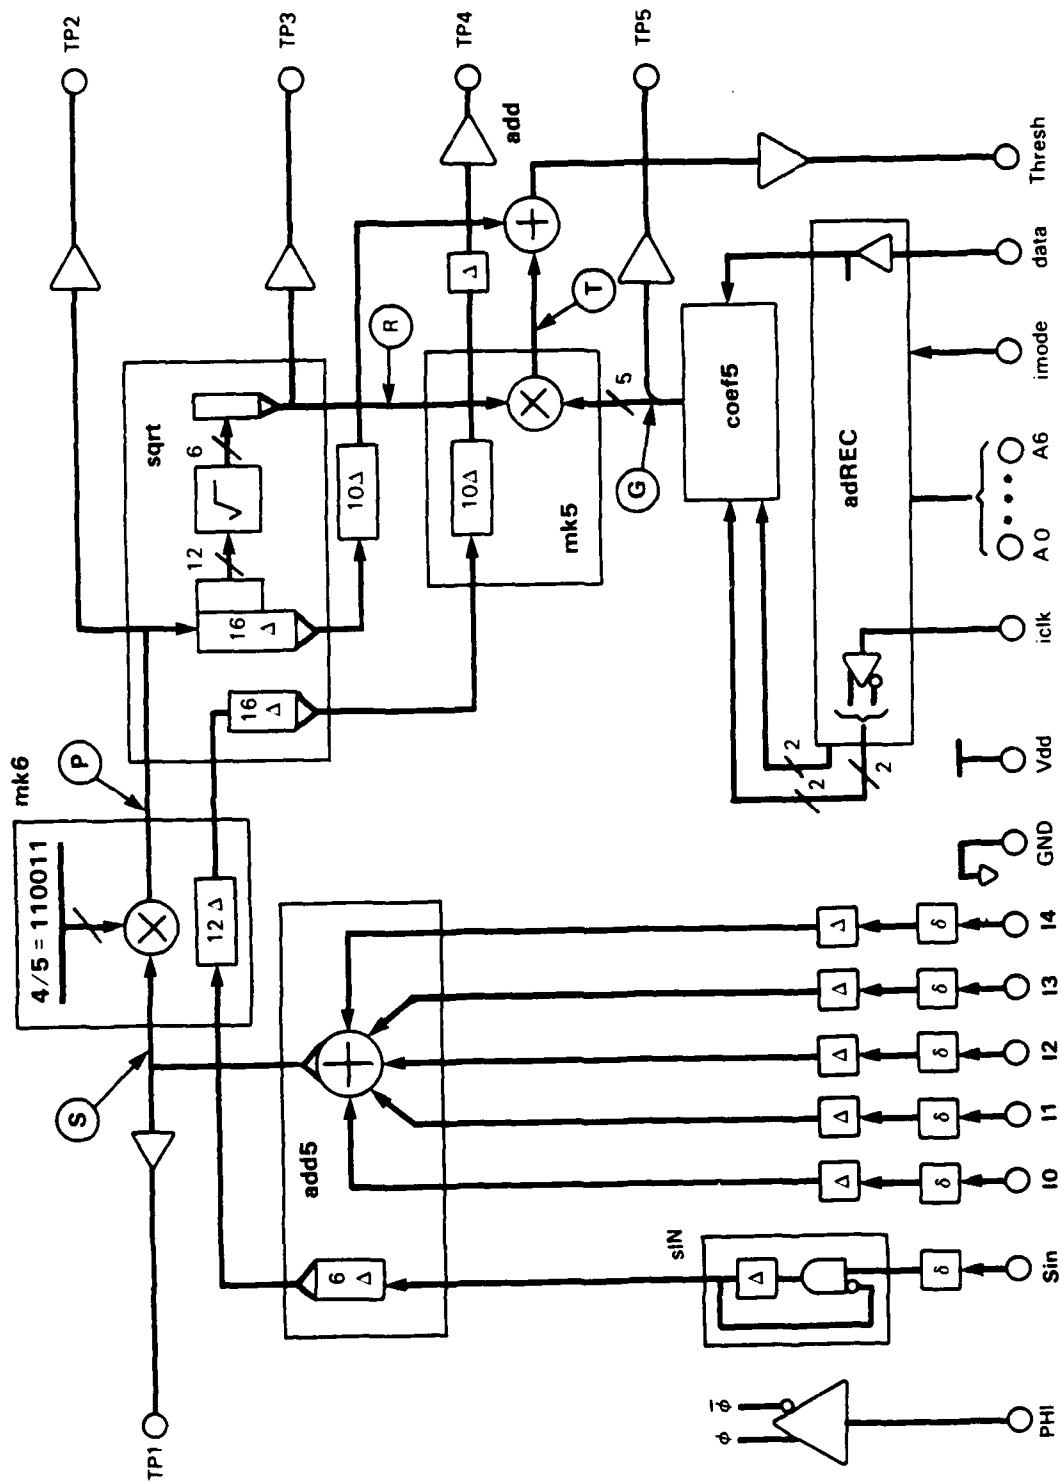 TP2
TP3
TP4
TP5
add
Thresh
data
imode
A6
A0
iclk
Vdd
GND
I4
I3
I2
I1
I0
Sin
PHI
TP1
mk6
4/5 = 110011
12 Δ
P
S
sqrt
6
√
12
16
Δ
16
Δ
R
10Δ
10Δ
mk5
Δ
T
5
G
coef5
adREC
2
2
2
add5
6
Δ
sIN
Δ
δ
Δ
δ
Δ
δ
Δ
δ
Δ
δ
Δ
δ
ϕ
ϕ̅